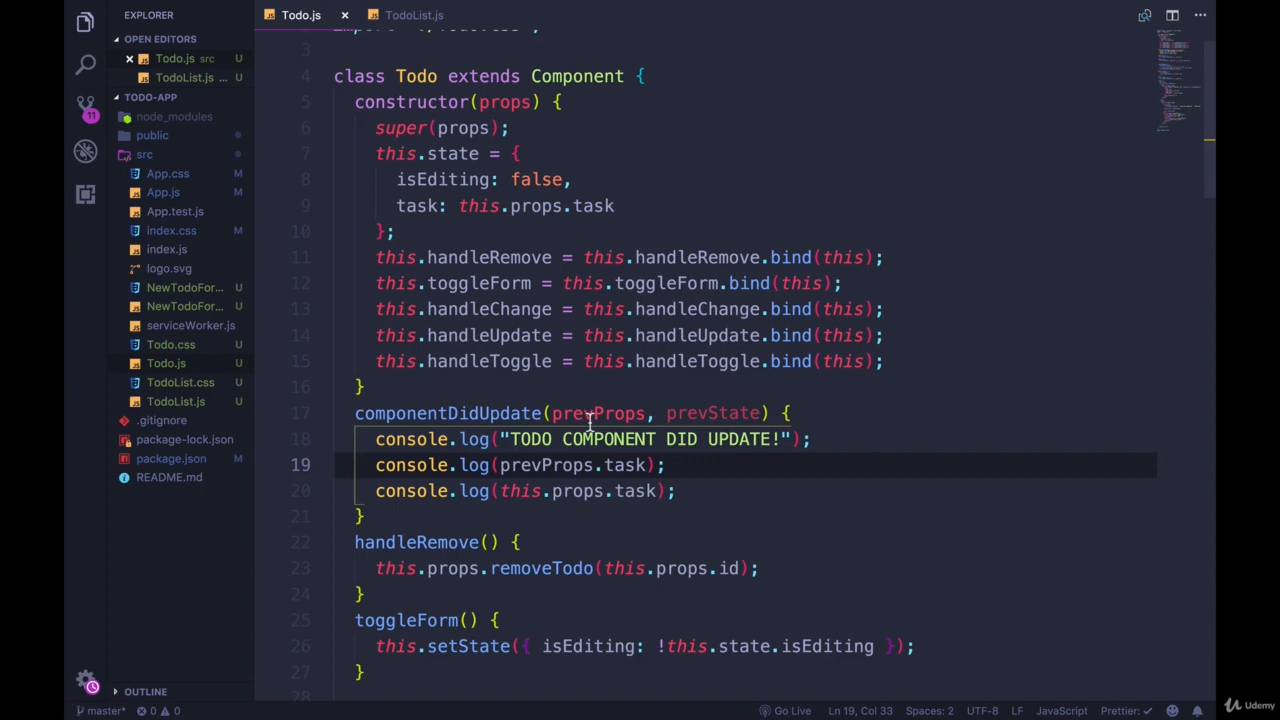 EXPLORER
OPEN EDITORS
Todo.js src U
TodoList.js ... U
TODO-APP
node_modules
public
src
App.css M
App.js M
App.test.js
index.css M
index.js
logo.svg
NewTodoFor... U
NewTodoFor... U
serviceWorker.js
Todo.css U
Todo.js U
TodoList.css U
TodoList.js U
.gitignore
package-lock.json
package.json M
README.md
OUTLINE
11
Todo.js
TodoList.js
3
4 class Todo extends Component {
5 constructor(props) {
6 super(props);
7 this.state = {
8 isEditing: false,
9 task: this.props.task
10 };
11 this.handleRemove = this.handleRemove.bind(this);
12 this.toggleForm = this.toggleForm.bind(this);
13 this.handleChange = this.handleChange.bind(this);
14 this.handleUpdate = this.handleUpdate.bind(this);
15 this.handleToggle = this.handleToggle.bind(this);
16 }
17 componentDidUpdate(prevProps, prevState) {
18 console.log("TODO COMPONENT DID UPDATE!");
19 console.log(prevProps.task);
20 console.log(this.props.task);
21 }
22 handleRemove() {
23 this.props.removeTodo(this.props.id);
24 }
25 toggleForm() {
26 this.setState({ isEditing: !this.state.isEditing });
27 }
28
master* 0 0
Go Live Ln 19, Col 33 Spaces: 2 UTF-8 LF JavaScript Prettier: ✓
Udemy